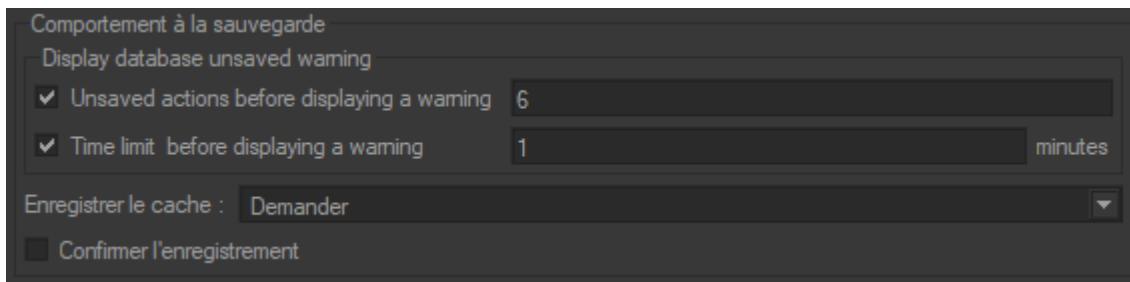 Comportement à la sauvegarde
Display database unsaved warning
Unsaved actions before displaying a warning 6
Time limit before displaying a warning 1 minutes
Enregistrer le cache : Demander
Confirmer l'enregistrement